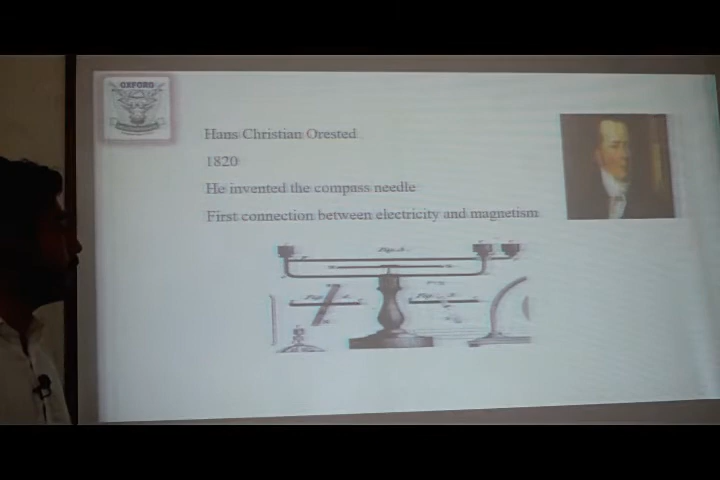 OXFORD
Hans Christian Orested
1820
He invented the compass needle
First connection between electricity and magnetism